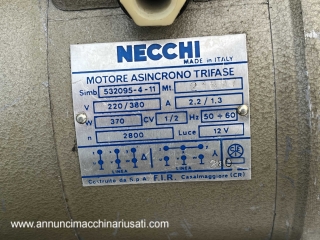 NECCHI
MADE IN ITALY
MOTORE ASINCRONO TRIFASE
Simb 532095-4-11 Mt.
V 220/380 A 2.2/1.3
W 370 CV 1/2 Hz 50÷60
n 2800 Luce 12 V
LINEA LINEA
Costruito da S.p.A. F.I.R. Casalmaggiore (CR)
www.annuncimacchinariusati.com